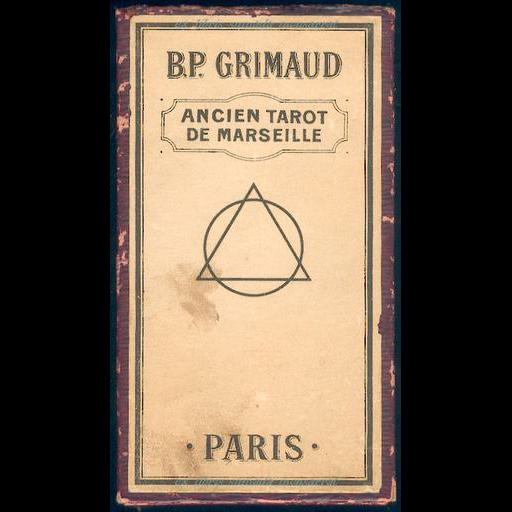 B.P. GRIMAUD
ANCIEN TAROT
DE MARSEILLE
· PARIS ·